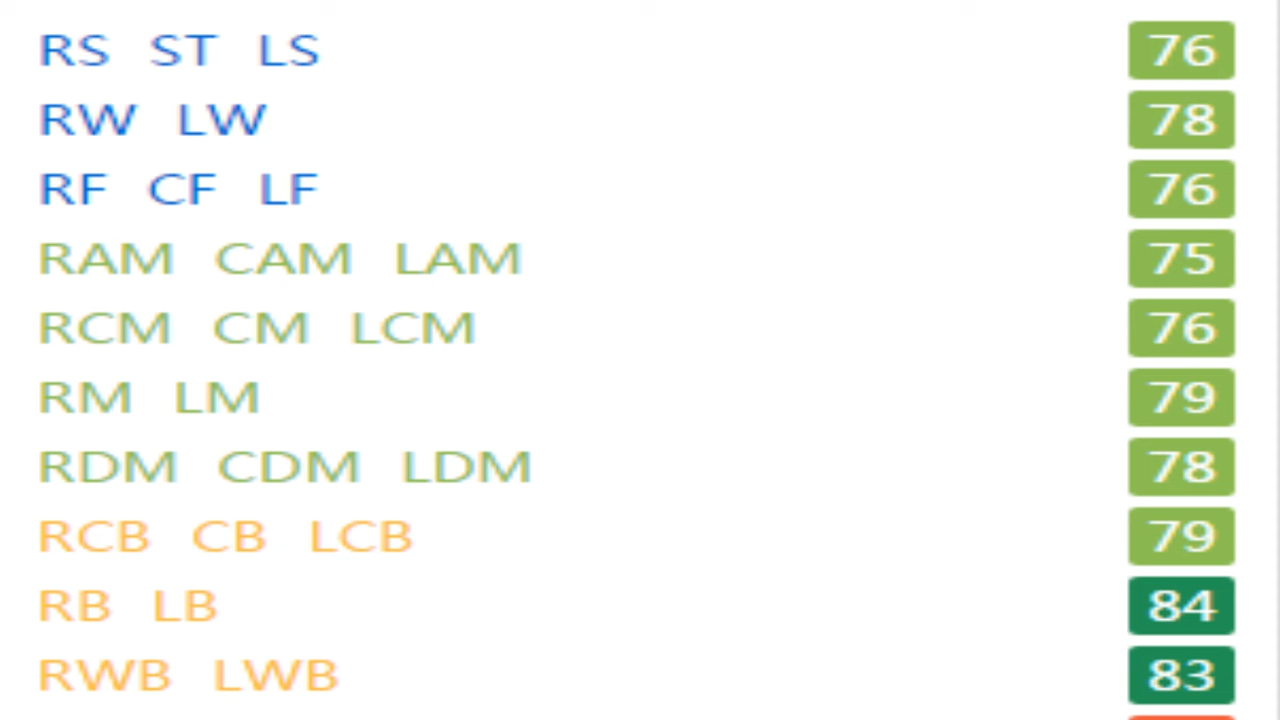 RS ST LS 76
RW LW 78
RF CF LF 76
RAM CAM LAM 75
RCM CM LCM 76
RM LM 79
RDM CDM LDM 78
RCB CB LCB 79
RB LB 84
RWB LWB 83